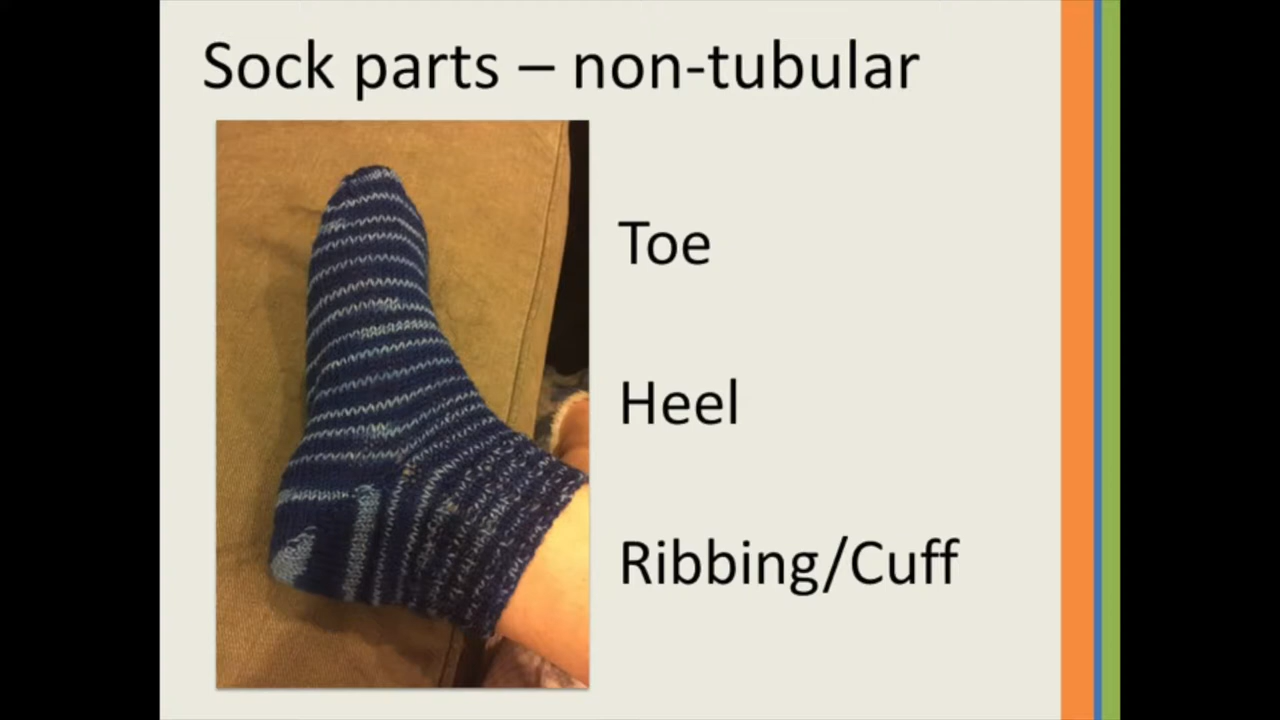 Sock parts – non-tubular
Toe
Heel
Ribbing/Cuff